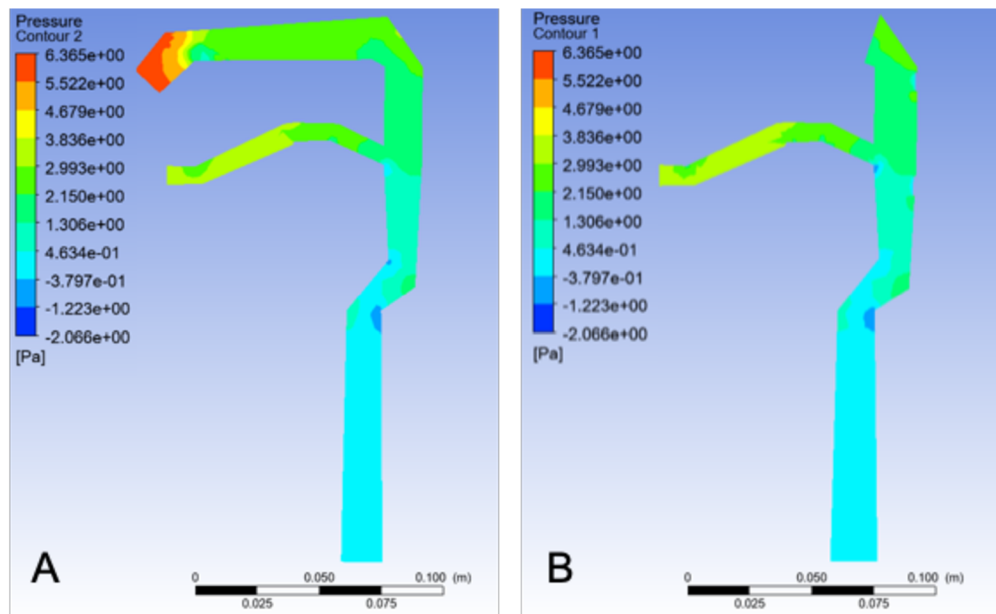 Pressure
Contour 2
6.365e+00
5.522e+00
4.679e+00
3.836e+00
2.993e+00
2.150e+00
1.306e+00
4.634e-01
-3.797e-01
-1.223e+00
-2.066e+00
[Pa]
A
0 0.050 0.100 (m)
0.025 0.075
Pressure
Contour 1
6.365e+00
5.522e+00
4.679e+00
3.836e+00
2.993e+00
2.150e+00
1.306e+00
4.634e-01
-3.797e-01
-1.223e+00
-2.066e+00
[Pa]
B
0 0.050 0.100 (m)
0.025 0.075